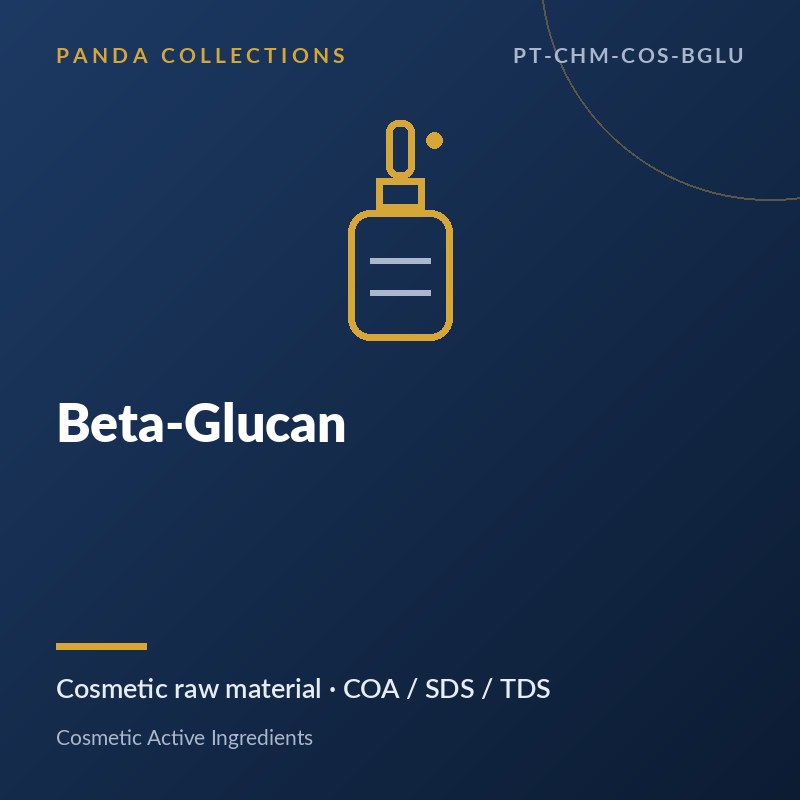 PANDA COLLECTIONS
PT-CHM-COS-BGLU
Beta-Glucan
Cosmetic raw material · COA / SDS / TDS
Cosmetic Active Ingredients